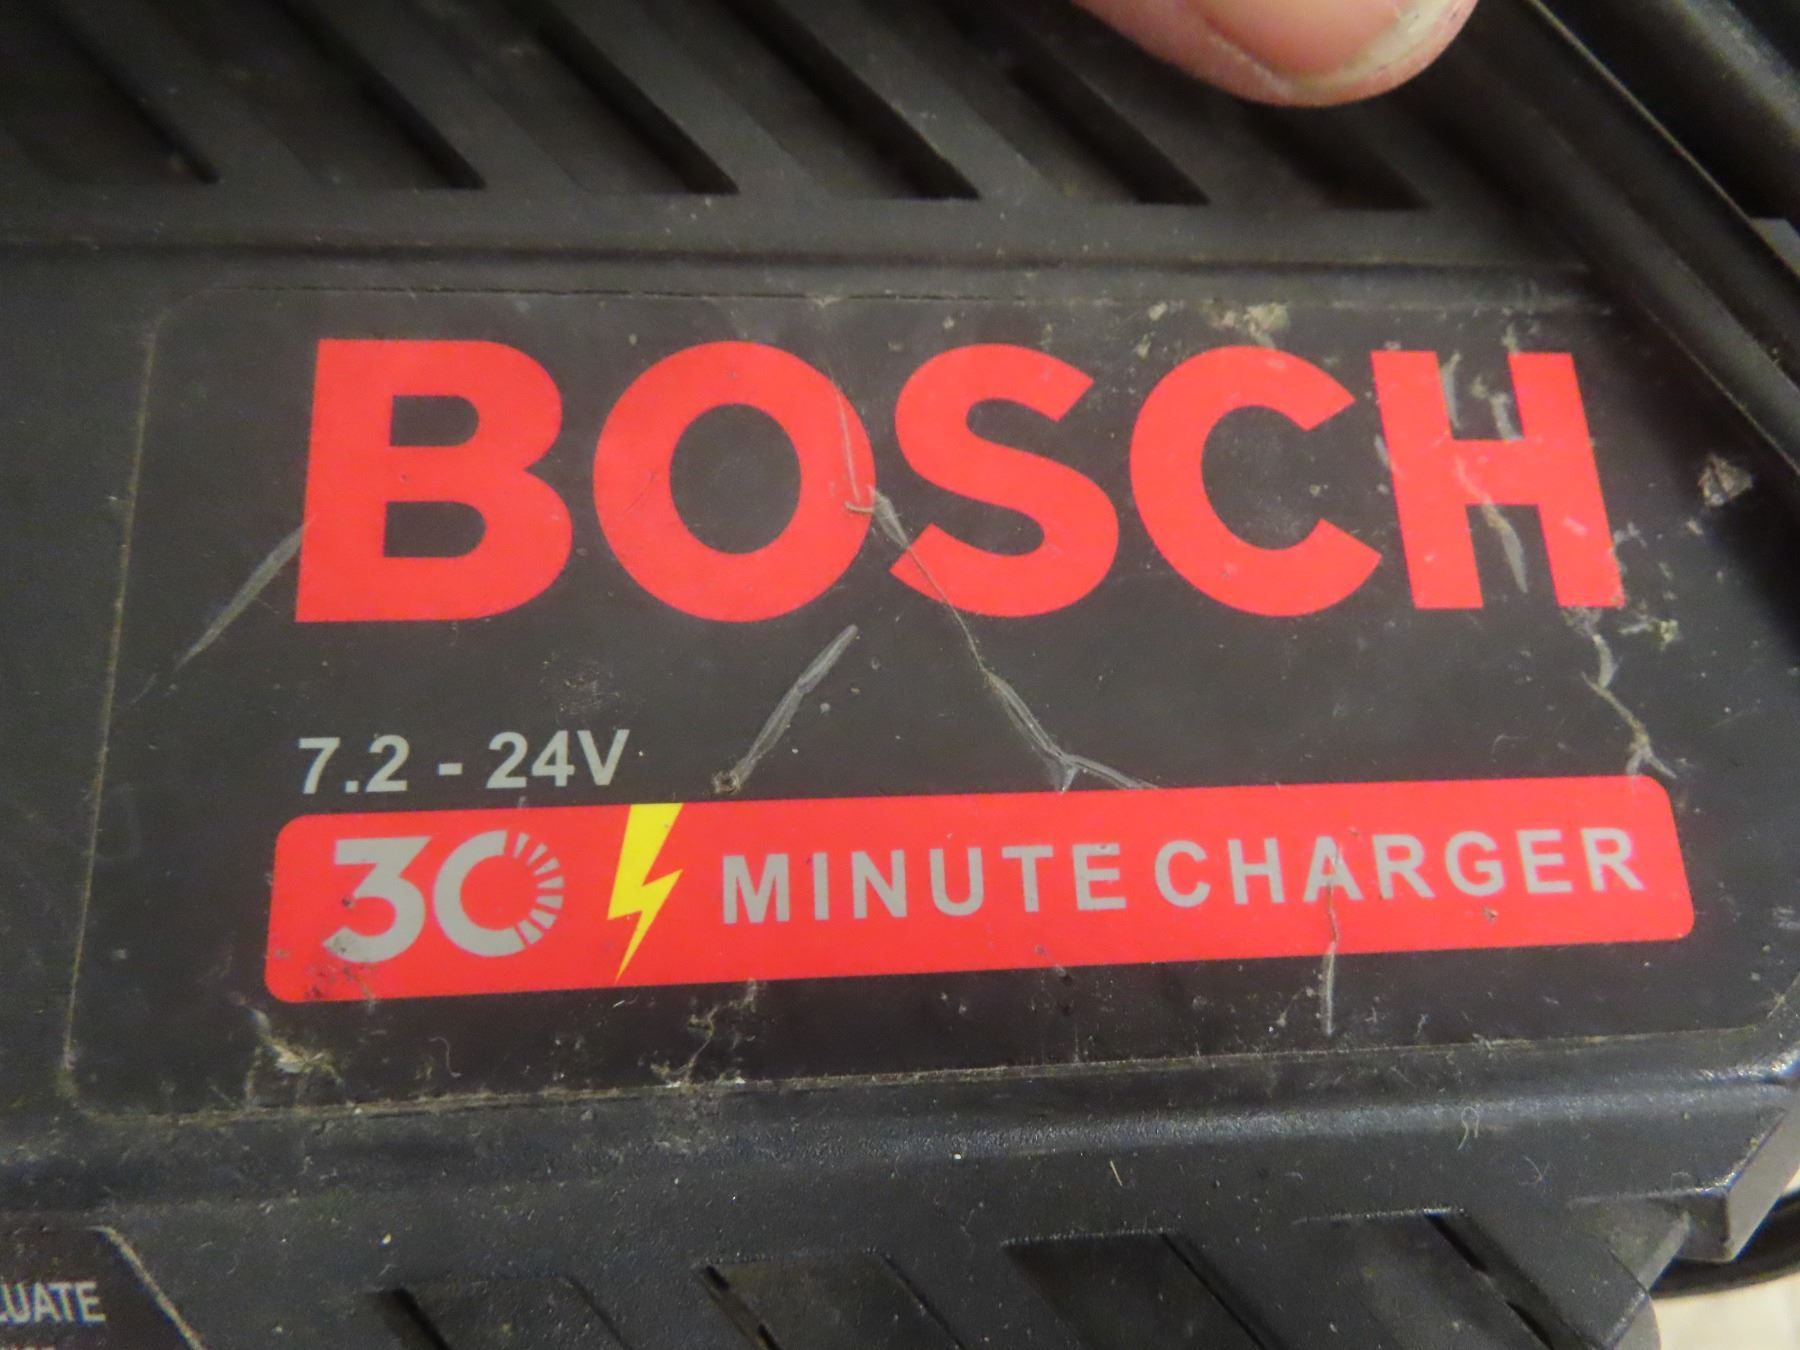 BOSCH
7.2 - 24V
30 MINUTE CHARGER